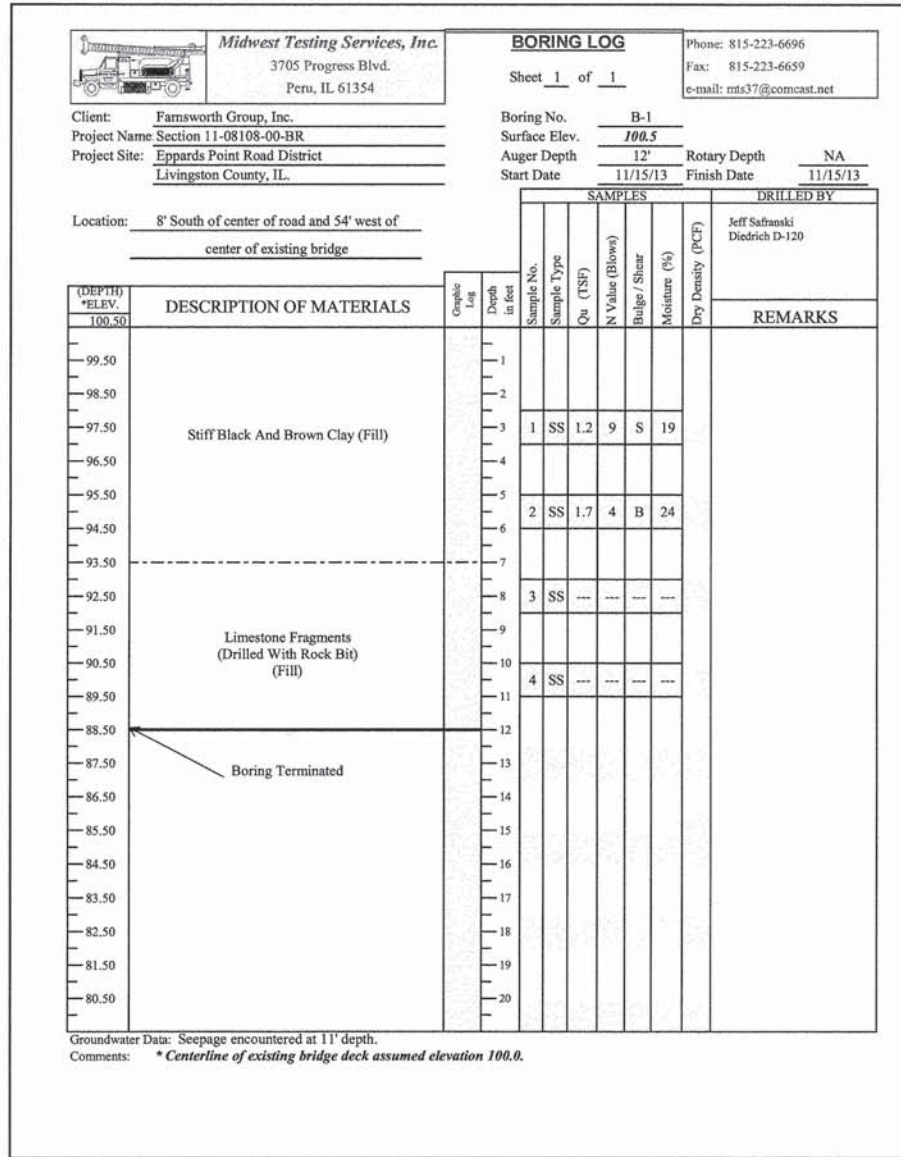 Midwest Testing Services, Inc.
3705 Progress Blvd.
Peru, IL 61354
BORING LOG
Sheet 1 of 1
Phone: 815-223-6696
Fax: 815-223-6659
e-mail: mts37@comcast.net
Client: Farnsworth Group, Inc.
Project Name: Section 11-08108-00-BR
Project Site: Eppards Point Road District
Livingston County, IL.
Boring No. B-1
Surface Elev. 100.5
Auger Depth 12' Rotary Depth NA
Start Date 11/15/13 Finish Date 11/15/13
Location: 8' South of center of road and 54' west of
center of existing bridge
SAMPLES
DRILLED BY
Jeff Safranski
Diedrich D-120
(DEPTH)
*ELEV.
100.50
DESCRIPTION OF MATERIALS
Graphic
Log
Depth
in feet
Sample No.
Sample Type
Qu (TSF)
N Value (Blows)
Bulge / Shear
Moisture (%)
Dry Density (PCF)
REMARKS
99.50 1
98.50 2
97.50 Stiff Black And Brown Clay (Fill) 3 1 SS 1.2 9 S 19
96.50 4
95.50 5
2 SS 1.7 4 B 24
94.50 6
93.50 7
92.50 8 3 SS --- --- --- ---
91.50 9
Limestone Fragments
(Drilled With Rock Bit)
90.50 10
(Fill) 4 SS --- --- --- ---
89.50 11
88.50 12
87.50 13
Boring Terminated
86.50 14
85.50 15
84.50 16
83.50 17
82.50 18
81.50 19
80.50 20
Groundwater Data: Seepage encountered at 11' depth.
Comments: * Centerline of existing bridge deck assumed elevation 100.0.